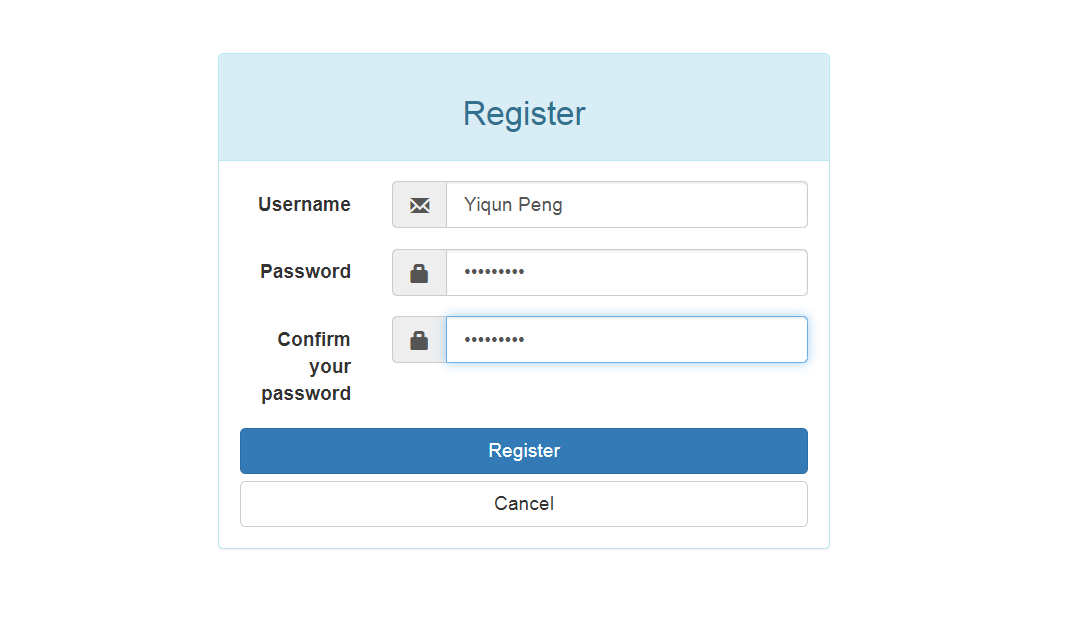 Register
Username
Yiqun Peng
Password
•••••••••
Confirm
your
password
•••••••••
Register
Cancel